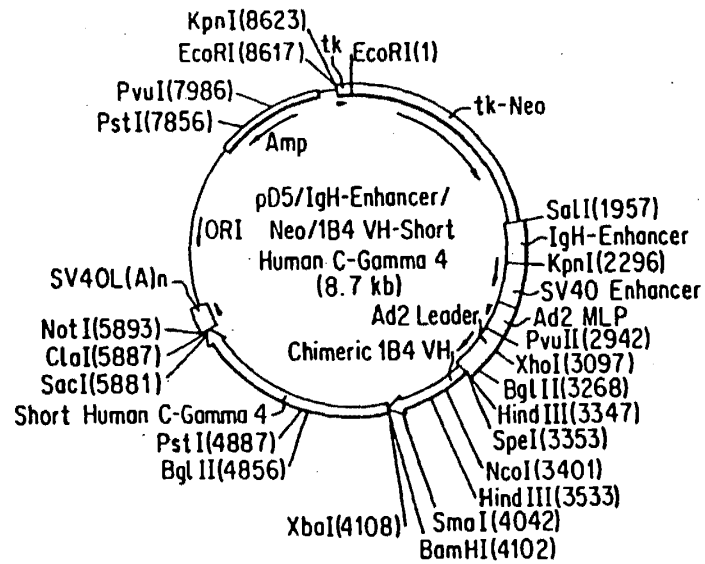 KpnI(8623)
tk
EcoRI(8617)
EcoRI(1)
PvuI(7986)
PstI(7856)
tk-Neo
Amp
pD5/IgH-Enhancer/
Neo/1B4 VH-Short
Human C-Gamma 4
(8.7 kb)
ORI
SalI(1957)
IgH-Enhancer
KpnI(2296)
SV40 Enhancer
Ad2 MLP
PvuII(2942)
XhoI(3097)
BglII(3268)
HindIII(3347)
SpeI(3353)
NcoI(3401)
HindIII(3533)
SmaI(4042)
BamHI(4102)
XbaI(4108)
Ad2 Leader
Chimeric 1B4 VH
SV40L(A)n
NotI(5893)
ClaI(5887)
SacI(5881)
Short Human C-Gamma 4
PstI(4887)
BglII(4856)